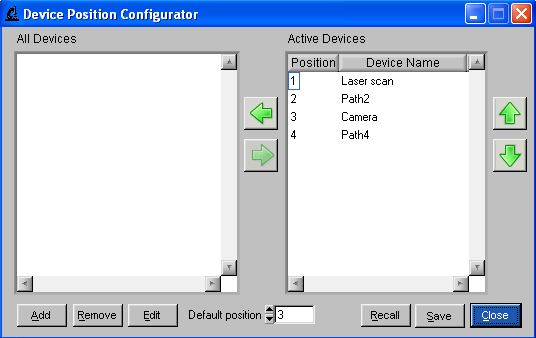 Device Position Configurator
All Devices
Active Devices
Position Device Name
1 Laser scan
2 Path2
3 Camera
4 Path4
Add Remove Edit Default position 3 Recall Save Close